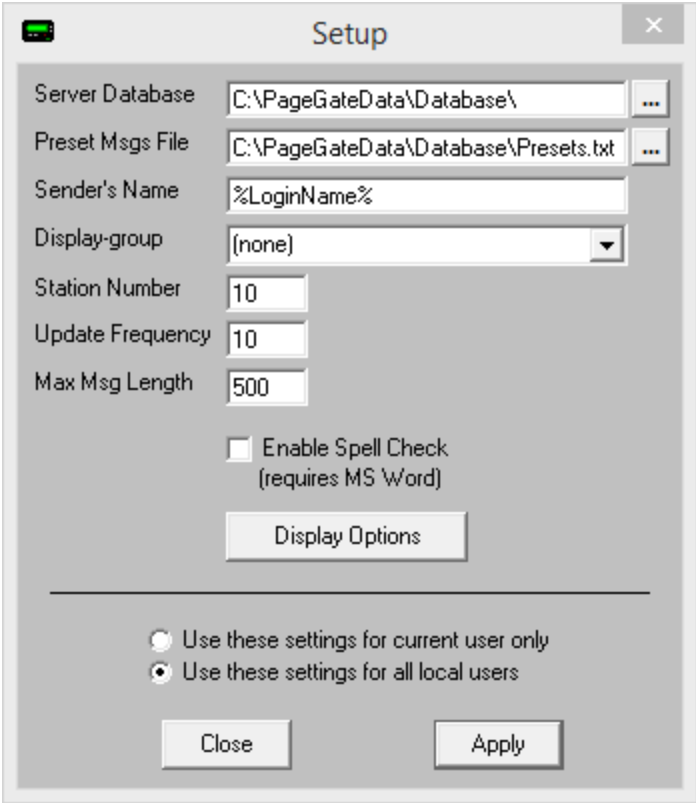 Setup
Server Database C:\PageGateData\Database\ ...
Preset Msgs File C:\PageGateData\Database\Presets.txt ...
Sender's Name %LoginName%
Display-group (none)
Station Number 10
Update Frequency 10
Max Msg Length 500
Enable Spell Check
(requires MS Word)
Display Options
Use these settings for current user only
Use these settings for all local users
Close Apply